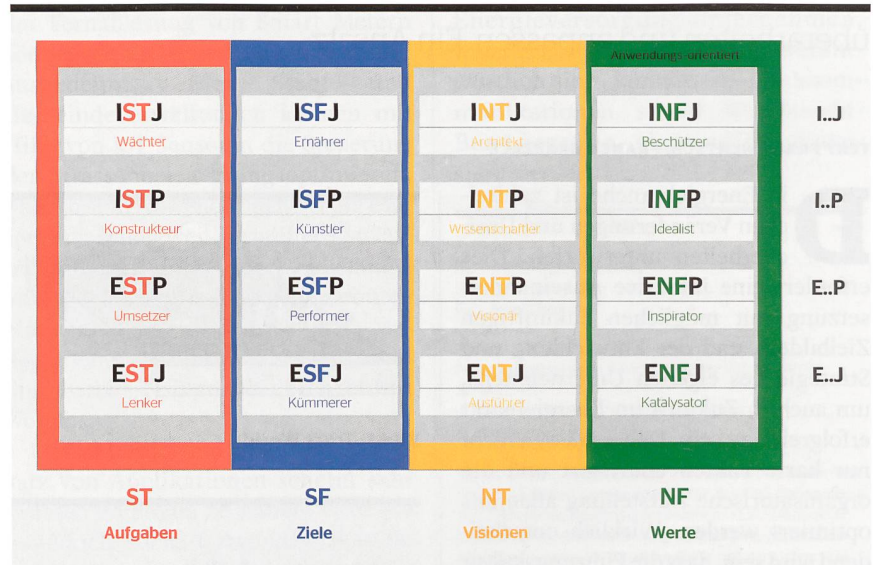 Anwendungs-orientiert
ISTJ ISFJ INTJ INFJ I..J
Wächter Ernährer Architekt Beschützer
ISTP ISFP INTP INFP I..P
Konstrukteur Künstler Wissenschaftler Idealist
ESTP ESFP ENTP ENFP E..P
Umsetzer Performer Visionär Inspirator
ESTJ ESFJ ENTJ ENFJ E..J
Lenker Kümmerer Ausführer Katalysator
ST SF NT NF
Aufgaben Ziele Visionen Werte